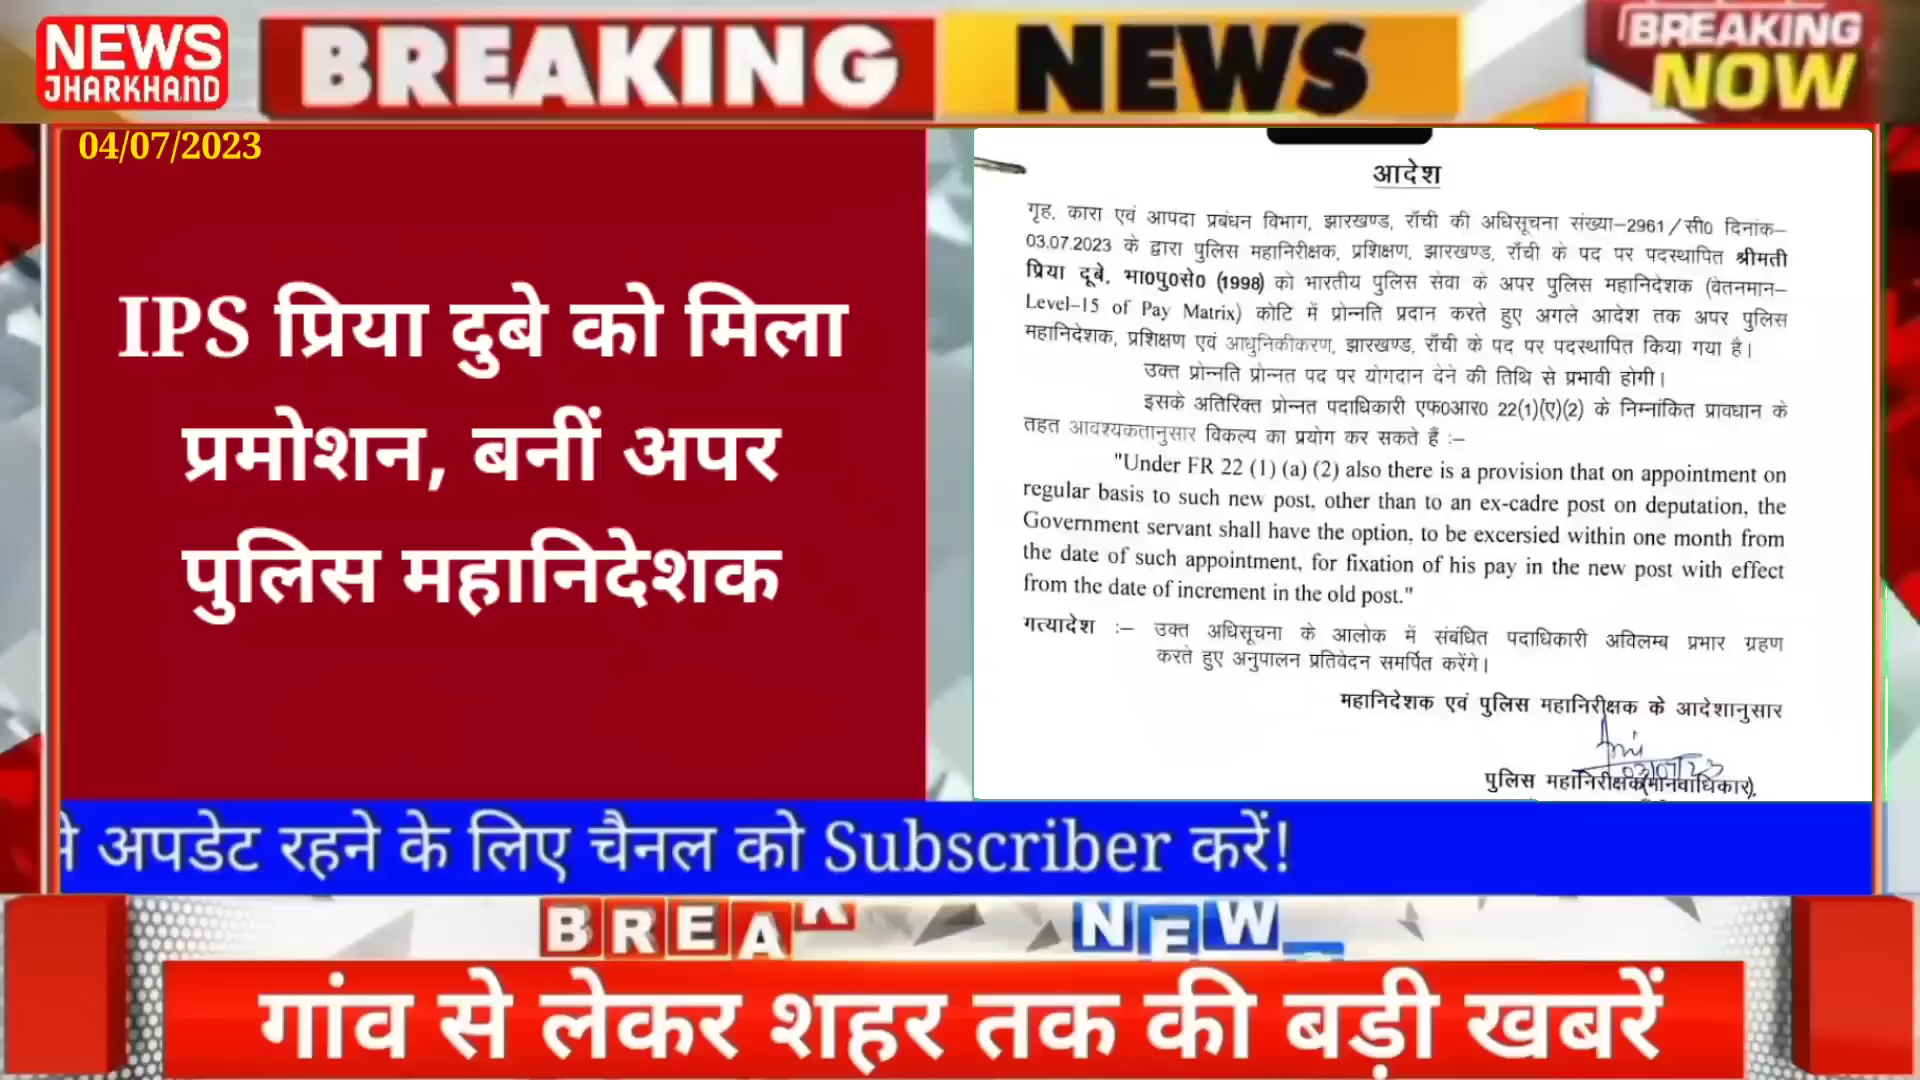 NEWS
JHARKHAND
BREAKING NEWS
BREAKING
NOW
04/07/2023
IPS प्रिया दुबे को मिला
प्रमोशन, बनीं अपर
पुलिस महानिदेशक
आदेश
गृह, कारा एवं आपदा प्रबंधन विभाग, झारखण्ड, राँची की अधिसूचना संख्या–2961/सी0 दिनांक–
03.07.2023 के द्वारा पुलिस महानिरीक्षक, प्रशिक्षण, झारखण्ड, राँची के पद पर पदस्थापित श्रीमती
प्रिया दूबे, भा0पु0से0 (1998) को भारतीय पुलिस सेवा के अपर पुलिस महानिदेशक (वेतनमान–
Level–15 of Pay Matrix) कोटि में प्रोन्नति प्रदान करते हुए अगले आदेश तक अपर पुलिस
महानिदेशक, प्रशिक्षण एवं आधुनिकीकरण, झारखण्ड, राँची के पद पर पदस्थापित किया गया है।
उक्त प्रोन्नति प्रोन्नत पद पर योगदान देने की तिथि से प्रभावी होगी।
इसके अतिरिक्त प्रोन्नत पदाधिकारी एफ0आर0 22(1)(ए)(2) के निम्नांकित प्रावधान के
तहत आवश्यकतानुसार विकल्प का प्रयोग कर सकते हैं :–
"Under FR 22 (1) (a) (2) also there is a provision that on appointment on
regular basis to such new post, other than to an ex-cadre post on deputation, the
Government servant shall have the option, to be excersied within one month from
the date of such appointment, for fixation of his pay in the new post with effect
from the date of increment in the old post."
गत्यादेश :– उक्त अधिसूचना के आलोक में संबंधित पदाधिकारी अविलम्ब प्रभार ग्रहण
करते हुए अनुपालन प्रतिवेदन समर्पित करेंगे।
महानिदेशक एवं पुलिस महानिरीक्षक के आदेशानुसार
03/07/23
पुलिस महानिरीक्षक(मानवाधिकार),
अपडेट रहने के लिए चैनल को Subscriber करें!
BREAK NEW
गांव से लेकर शहर तक की बड़ी खबरें